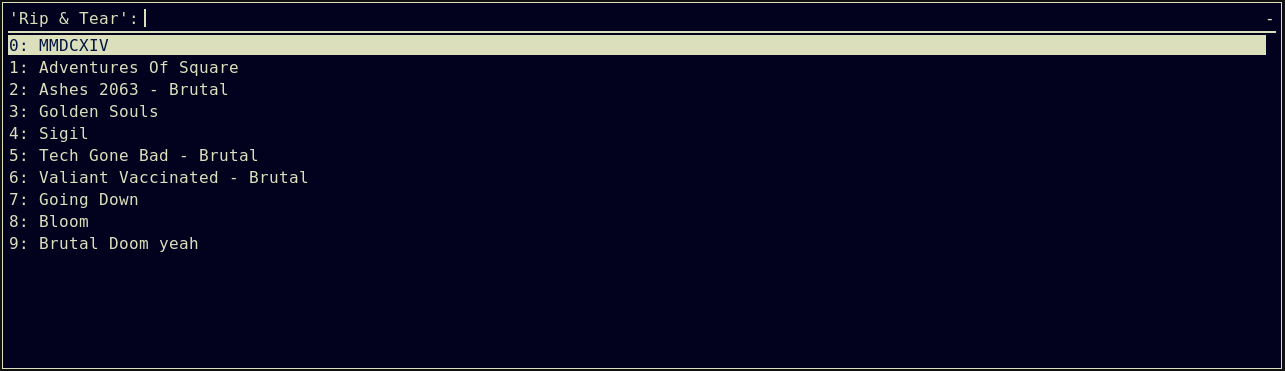 'Rip & Tear': -
0: MMDCXIV
1: Adventures Of Square
2: Ashes 2063 - Brutal
3: Golden Souls
4: Sigil
5: Tech Gone Bad - Brutal
6: Valiant Vaccinated - Brutal
7: Going Down
8: Bloom
9: Brutal Doom yeah